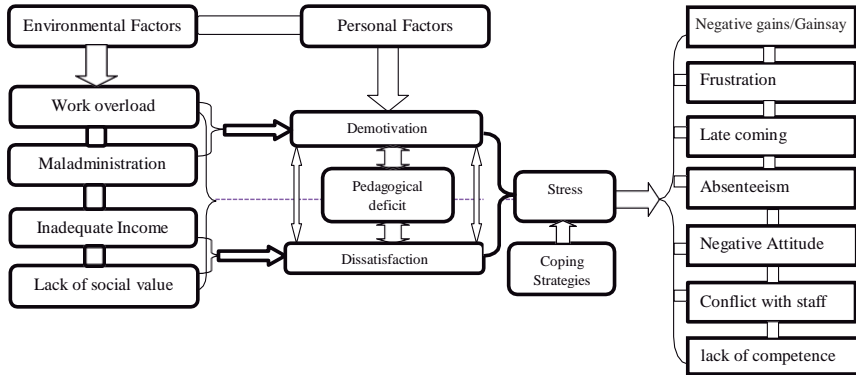 Environmental Factors
Personal Factors
Work overload
Maladministration
Inadequate Income
Lack of social value
Demotivation
Pedagogical
deficit
Dissatisfaction
Stress
Coping
Strategies
Negative gains/Gainsay
Frustration
Late coming
Absenteeism
Negative Attitude
Conflict with staff
lack of competence